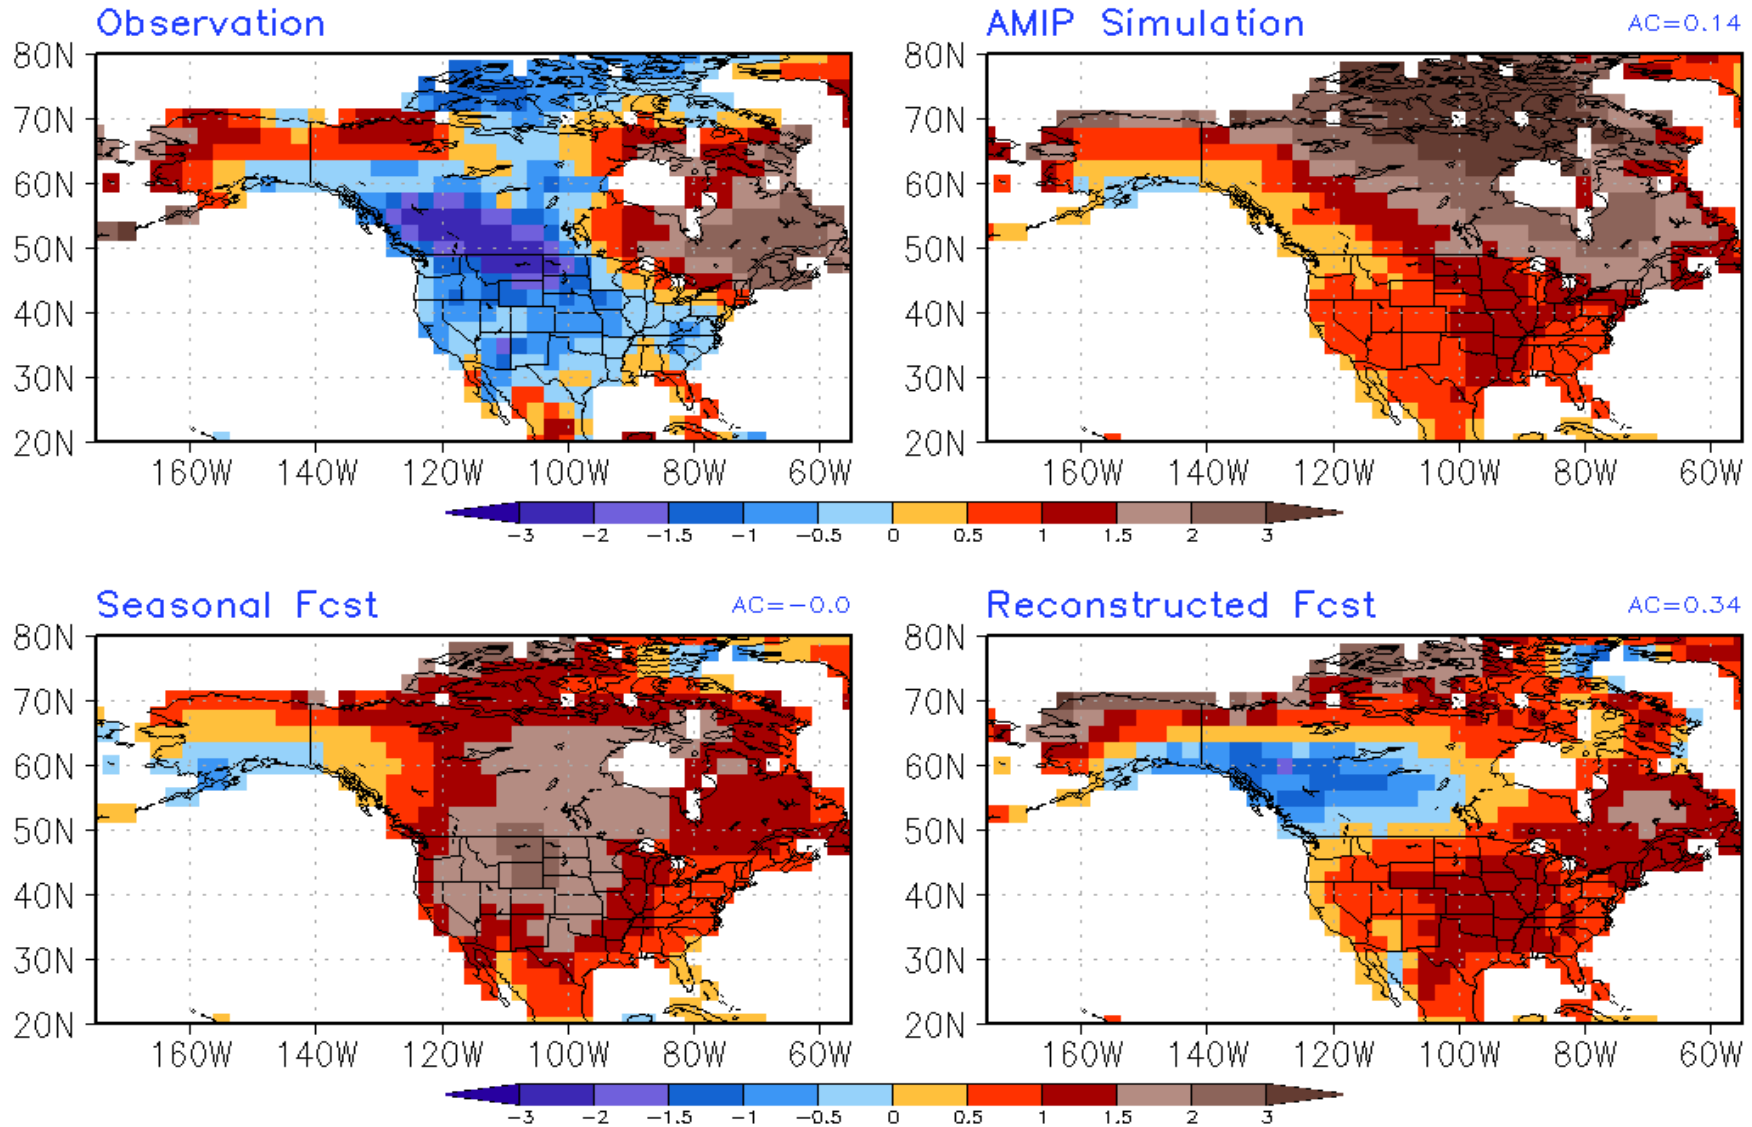 Observation
80N
70N
60N
50N
40N
30N
20N
160W 140W 120W 100W 80W 60W
AMIP Simulation AC=0.14
80N
70N
60N
50N
40N
30N
20N
160W 140W 120W 100W 80W 60W
-3 -2 -1.5 -1 -0.5 0 0.5 1 1.5 2 3
Seasonal Fcst AC=-0.0
80N
70N
60N
50N
40N
30N
20N
160W 140W 120W 100W 80W 60W
Reconstructed Fcst AC=0.34
80N
70N
60N
50N
40N
30N
20N
160W 140W 120W 100W 80W 60W
-3 -2 -1.5 -1 -0.5 0 0.5 1 1.5 2 3